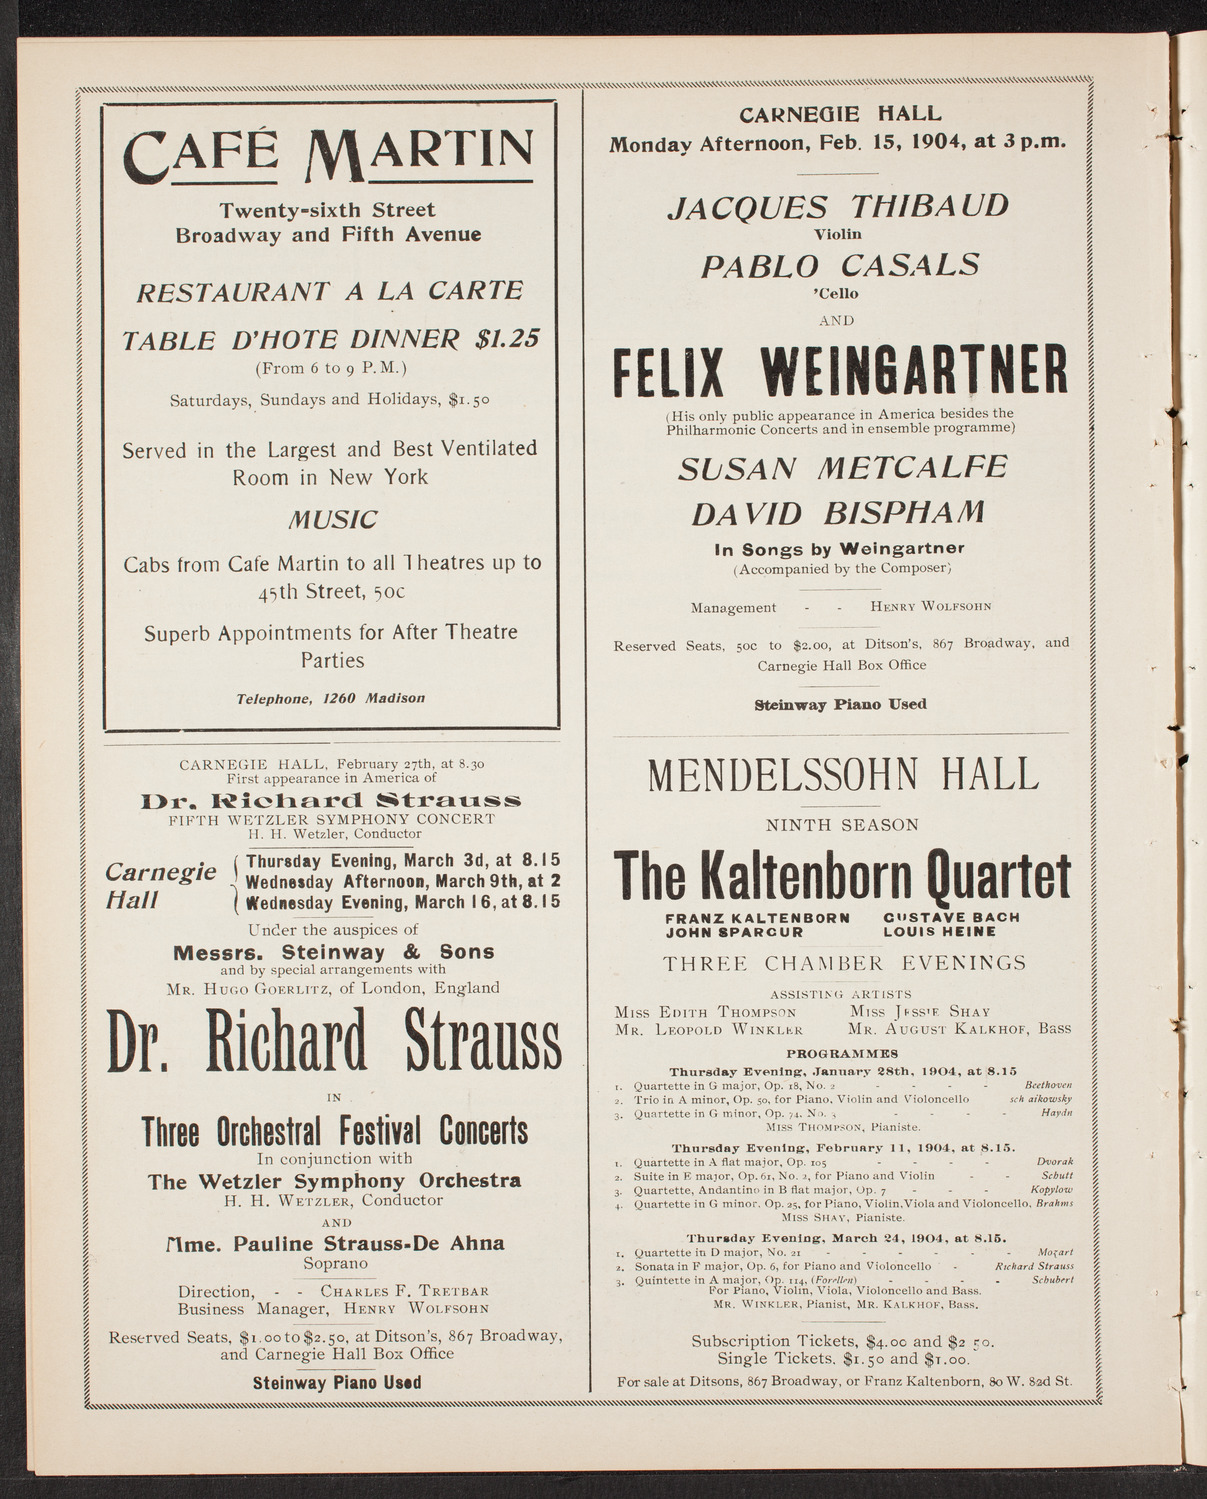 CAFÉ MARTIN
Twenty-sixth Street
Broadway and Fifth Avenue
RESTAURANT A LA CARTE
TABLE D'HOTE DINNER $1.25
(From 6 to 9 P.M.)
Saturdays, Sundays and Holidays, $1.50
Served in the Largest and Best Ventilated
Room in New York
MUSIC
Cabs from Cafe Martin to all Theatres up to
45th Street, 50c
Superb Appointments for After Theatre
Parties
Telephone, 1260 Madison
CARNEGIE HALL, February 27th, at 8.30
First appearance in America of
Dr. Richard Strauss
FIFTH WETZLER SYMPHONY CONCERT
H. H. Wetzler, Conductor
Carnegie Hall
Thursday Evening, March 3d, at 8.15
Wednesday Afternoon, March 9th, at 2
Wednesday Evening, March 16, at 8.15
Under the auspices of
Messrs. Steinway & Sons
and by special arrangements with
MR. HUGO GOERLITZ, of London, England
Dr. Richard Strauss
IN
Three Orchestral Festival Concerts
In conjunction with
The Wetzler Symphony Orchestra
H. H. WETZLER, Conductor
AND
Mme. Pauline Strauss-De Ahna
Soprano
Direction, - - CHARLES F. TRETBAR
Business Manager, HENRY WOLFSOHN
Reserved Seats, $1.00 to $2.50, at Ditson's, 867 Broadway,
and Carnegie Hall Box Office
Steinway Piano Used
CARNEGIE HALL
Monday Afternoon, Feb. 15, 1904, at 3 p.m.
JACQUES THIBAUD
Violin
PABLO CASALS
'Cello
AND
FELIX WEINGARTNER
(His only public appearance in America besides the
Philharmonic Concerts and in ensemble programme)
SUSAN METCALFE
DAVID BISPHAM
In Songs by Weingartner
(Accompanied by the Composer)
Management - - HENRY WOLFSOHN
Reserved Seats, 50c to $2.00, at Ditson's, 867 Broadway, and
Carnegie Hall Box Office
Steinway Piano Used
MENDELSSOHN HALL
NINTH SEASON
The Kaltenborn Quartet
FRANZ KALTENBORN GUSTAVE BACH
JOHN SPARGUR LOUIS HEINE
THREE CHAMBER EVENINGS
ASSISTING ARTISTS
MISS EDITH THOMPSON MISS JESSIE SHAY
MR. LEOPOLD WINKLER MR. AUGUST KALKHOF, Bass
PROGRAMMES
Thursday Evening, January 28th, 1904, at 8.15
1. Quartette in G major, Op. 18, No. 2 - - - - Beethoven
2. Trio in A minor, Op. 50, for Piano, Violin and Violoncello sch aikowsky
3. Quartette in G minor, Op. 74, No. 3 - - - - Haydn
MISS THOMPSON, Pianiste.
Thursday Evening, February 11, 1904, at 8.15.
1. Quartette in A flat major, Op. 105 - - - - Dvorak
2. Suite in E major, Op. 61, No. 2, for Piano and Violin - - Schutt
3. Quartette, Andantino in B flat major, Op. 7 - - - Kopylow
4. Quartette in G minor, Op. 25, for Piano, Violin, Viola and Violoncello, Brahms
MISS SHAY, Pianiste.
Thursday Evening, March 24, 1904, at 8.15.
1. Quartette in D major, No. 21 - - - - - - Mozart
2. Sonata in F major, Op. 6, for Piano and Violoncello - Richard Strauss
3. Quintette in A major, Op. 114, (Forellen) - - - - Schubert
For Piano, Violin, Viola, Violoncello and Bass.
MR. WINKLER, Pianist, MR. KALKHOF, Bass.
Subscription Tickets, $4.00 and $2 50.
Single Tickets, $1.50 and $1.00.
For sale at Ditsons, 867 Broadway, or Franz Kaltenborn, 80 W. 82d St.